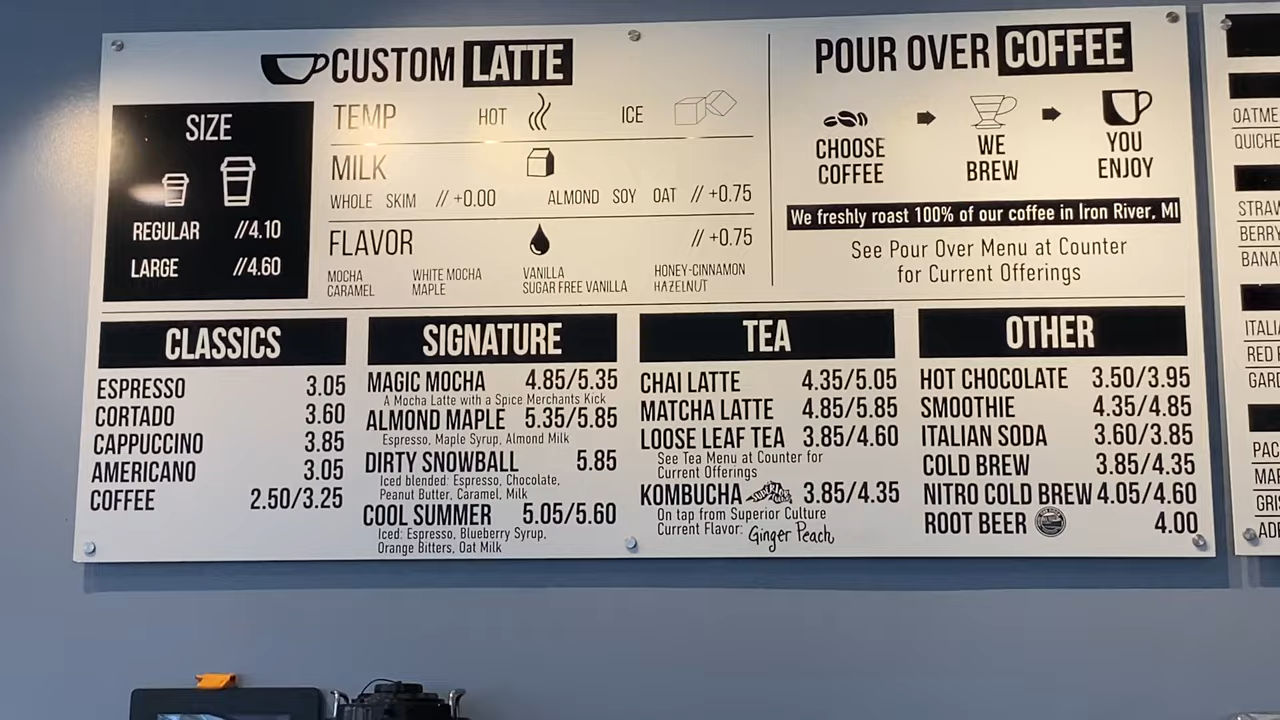 CUSTOM LATTE
SIZE
REGULAR //4.10
LARGE //4.60
TEMP HOT ICE
MILK
WHOLE SKIM // +0.00 ALMOND SOY OAT // +0.75
FLAVOR // +0.75
MOCHA WHITE MOCHA VANILLA HONEY-CINNAMON
CARAMEL MAPLE SUGAR FREE VANILLA HAZELNUT
POUR OVER COFFEE
CHOOSE COFFEE
WE BREW
YOU ENJOY
We freshly roast 100% of our coffee in Iron River, MI
See Pour Over Menu at Counter
for Current Offerings
CLASSICS
ESPRESSO 3.05
CORTADO 3.60
CAPPUCCINO 3.85
AMERICANO 3.05
COFFEE 2.50/3.25
SIGNATURE
MAGIC MOCHA 4.85/5.35
A Mocha Latte with a Spice Merchants Kick
ALMOND MAPLE 5.35/5.85
Espresso, Maple Syrup, Almond Milk
DIRTY SNOWBALL 5.85
Iced blended: Espresso, Chocolate,
Peanut Butter, Caramel, Milk
COOL SUMMER 5.05/5.60
Iced: Espresso, Blueberry Syrup,
Orange Bitters, Oat Milk
TEA
CHAI LATTE 4.35/5.05
MATCHA LATTE 4.85/5.85
LOOSE LEAF TEA 3.85/4.60
See Tea Menu at Counter for
Current Offerings
KOMBUCHA 3.85/4.35
On tap from Superior Culture
Current Flavor: Ginger Peach
OTHER
HOT CHOCOLATE 3.50/3.95
SMOOTHIE 4.35/4.85
ITALIAN SODA 3.60/3.85
COLD BREW 3.85/4.35
NITRO COLD BREW 4.05/4.60
ROOT BEER 4.00
OATME
QUICHE
STRAW
BERRY
BANA
ITALI
RED
GARD
PAC
MAR
GRI
ADD